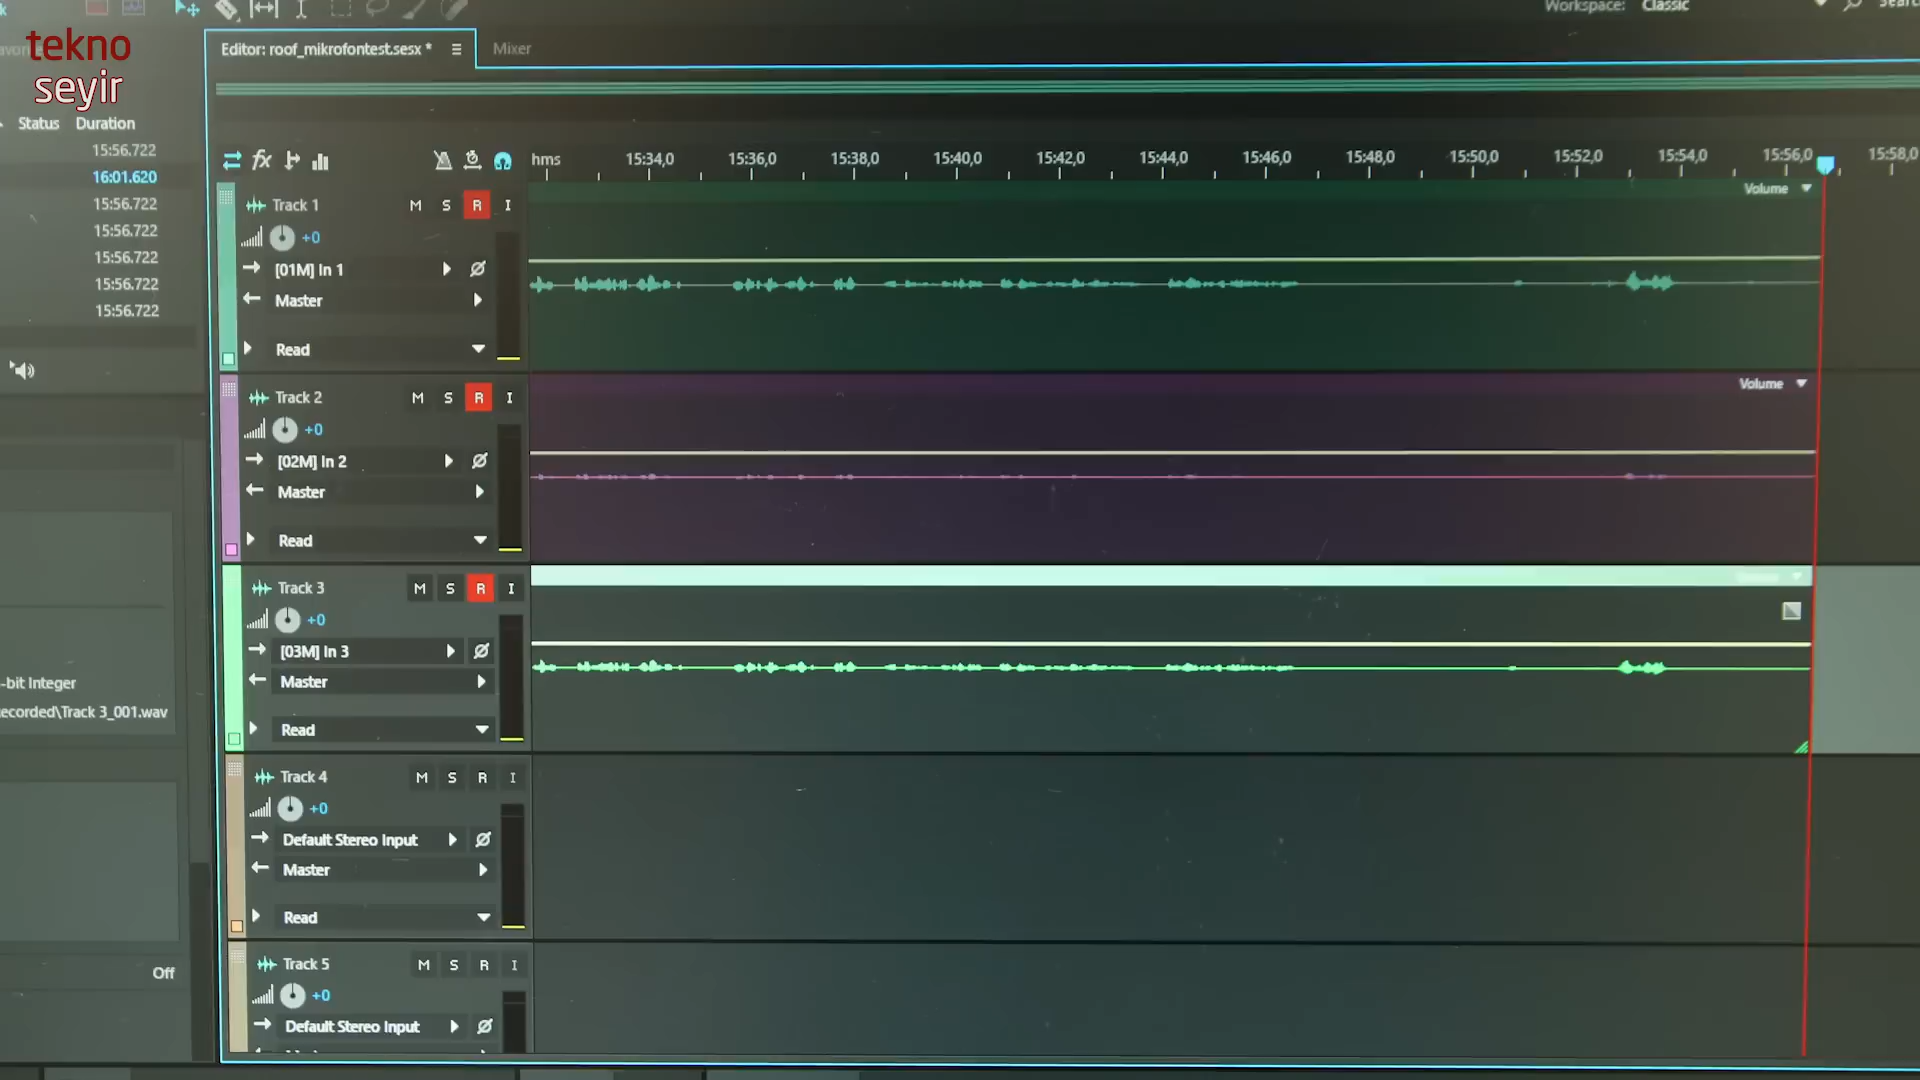 tekno
seyir
Workspace: Classic
Editor: roof_mikrofontest.sesx *
Mixer
Status Duration
15:56.722
16:01.620
15:56.722
15:56.722
15:56.722
15:56.722
15:56.722
fx
hms 15:34,0 15:36,0 15:38,0 15:40,0 15:42,0 15:44,0 15:46,0 15:48,0 15:50,0 15:52,0 15:54,0 15:56,0 15:58,0
Track 1 M S R I
Volume
+0
[01M] In 1
Master
Read
Track 2 M S R I
Volume
+0
[02M] In 2
Master
Read
Track 3 M S R I
+0
[03M] In 3
Master
Read
-bit Integer
ecorded\Track 3_001.wav
Track 4 M S R I
+0
Default Stereo Input
Master
Read
Off
Track 5 M S R I
+0
Default Stereo Input